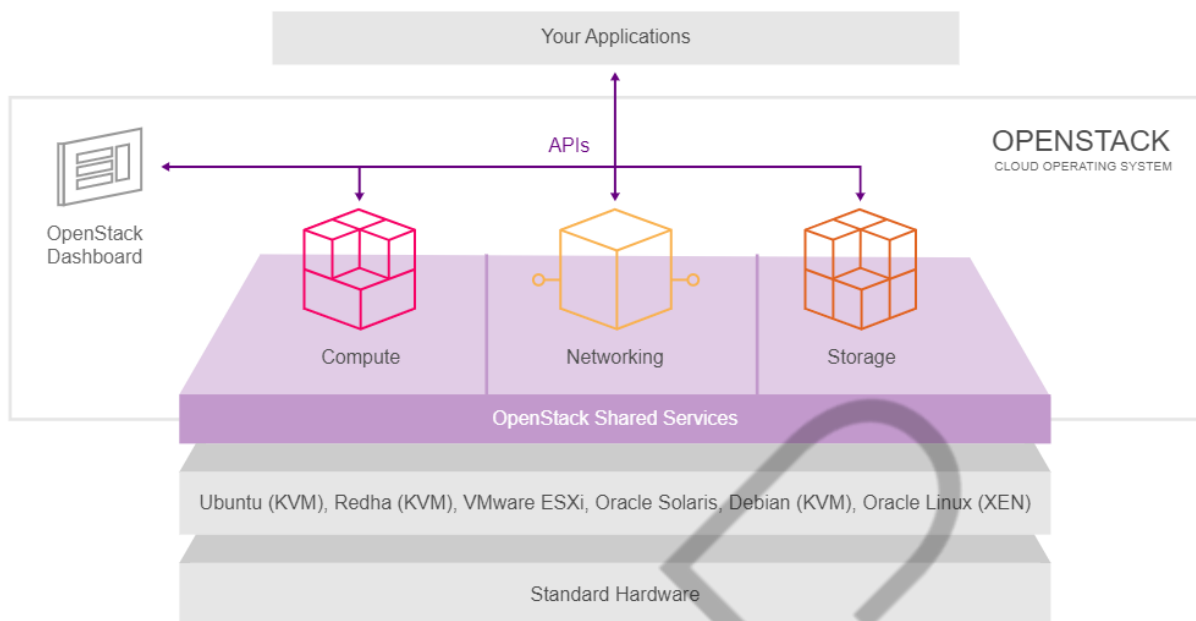 Your Applications
APIs
OPENSTACK
CLOUD OPERATING SYSTEM
OpenStack
Dashboard
Compute
Networking
Storage
OpenStack Shared Services
Ubuntu (KVM), Redha (KVM), VMware ESXi, Oracle Solaris, Debian (KVM), Oracle Linux (XEN)
Standard Hardware